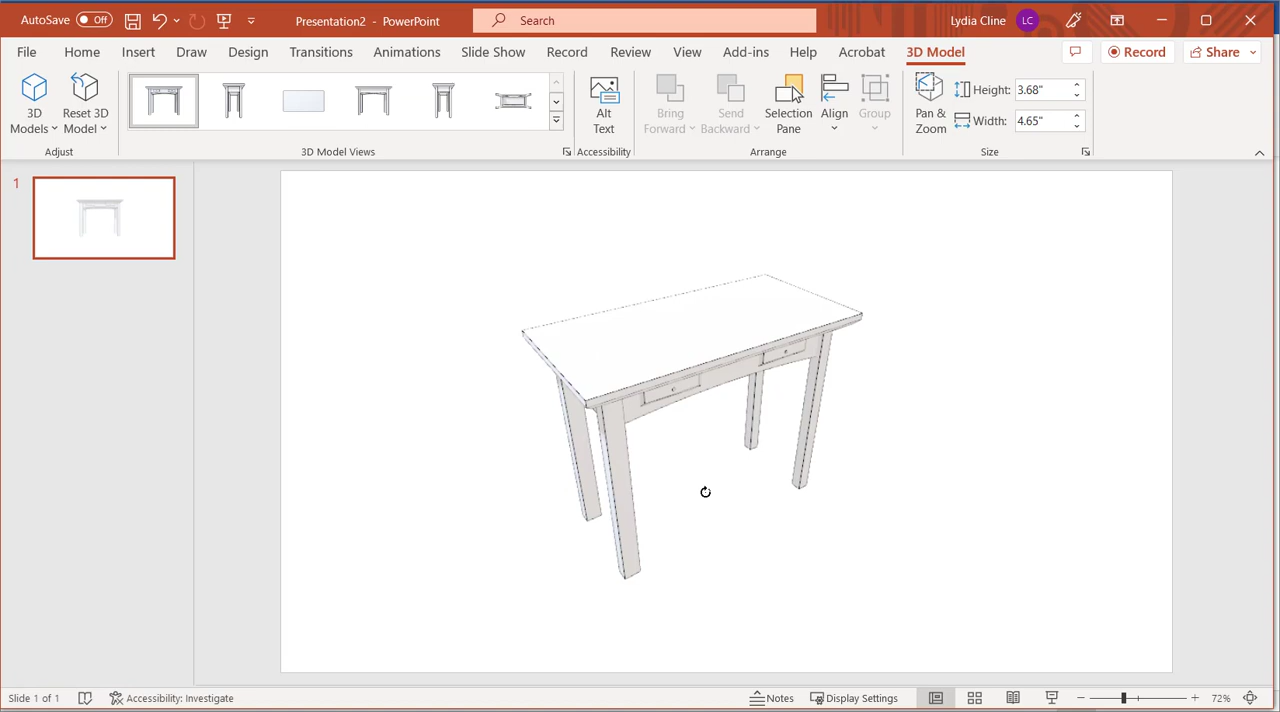 AutoSave Off Presentation2 - PowerPoint Search Lydia Cline LC
File Home Insert Draw Design Transitions Animations Slide Show Record Review View Add-ins Help Acrobat 3D Model Record Share
3D Models
Reset 3D Model
Alt Text
Bring Forward
Send Backward
Selection Pane
Align
Group
Pan & Zoom
Height: 3.68"
Width: 4.65"
Adjust 3D Model Views Accessibility Arrange Size
1
Slide 1 of 1 Accessibility: Investigate Notes Display Settings 72%